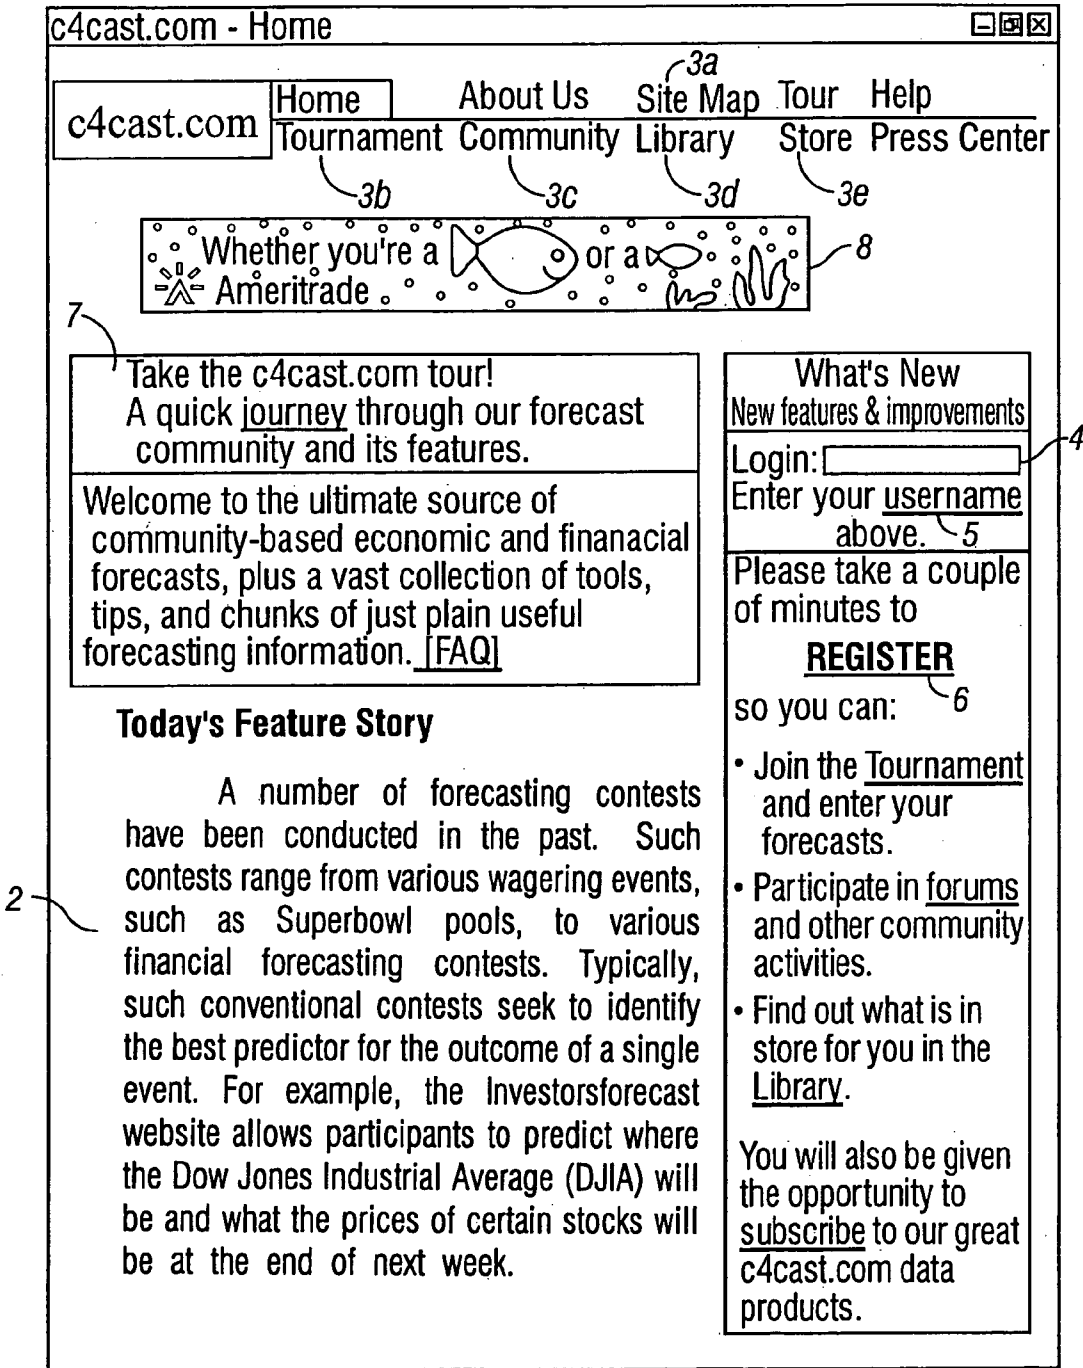 c4cast.com - Home
3a
c4cast.com
Home About Us Site Map Tour Help
Tournament Community Library Store Press Center
3b 3c 3d 3e
Whether you're a or a
Ameritrade
8
7
Take the c4cast.com tour!
A quick journey through our forecast
community and its features.
Welcome to the ultimate source of
community-based economic and finanacial
forecasts, plus a vast collection of tools,
tips, and chunks of just plain useful
forecasting information. [FAQ]
What's New
New features & improvements
4
Login:
Enter your username
above. 5
Please take a couple
of minutes to
REGISTER
so you can: 6
• Join the Tournament
and enter your
forecasts.
• Participate in forums
and other community
activities.
• Find out what is in
store for you in the
Library.
You will also be given
the opportunity to
subscribe to our great
c4cast.com data
products.
Today's Feature Story
A number of forecasting contests
have been conducted in the past. Such
contests range from various wagering events,
such as Superbowl pools, to various
financial forecasting contests. Typically,
such conventional contests seek to identify
the best predictor for the outcome of a single
event. For example, the Investorsforecast
website allows participants to predict where
the Dow Jones Industrial Average (DJIA) will
be and what the prices of certain stocks will
be at the end of next week.
2